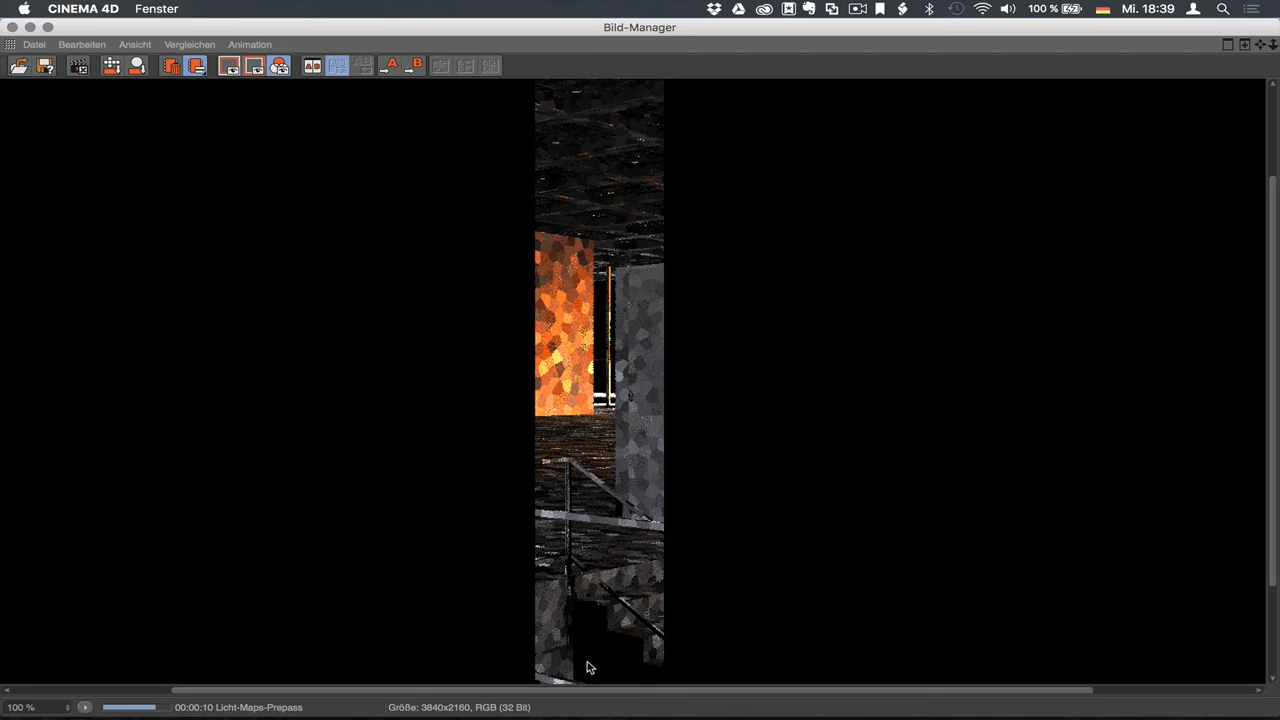 CINEMA 4D Fenster 100 % Mi. 18:39
Bild-Manager
Datei Bearbeiten Ansicht Vergleichen Animation
A B AB A B
100 % 00:00:10 Licht-Maps-Prepass Größe: 3840x2160, RGB (32 Bit)